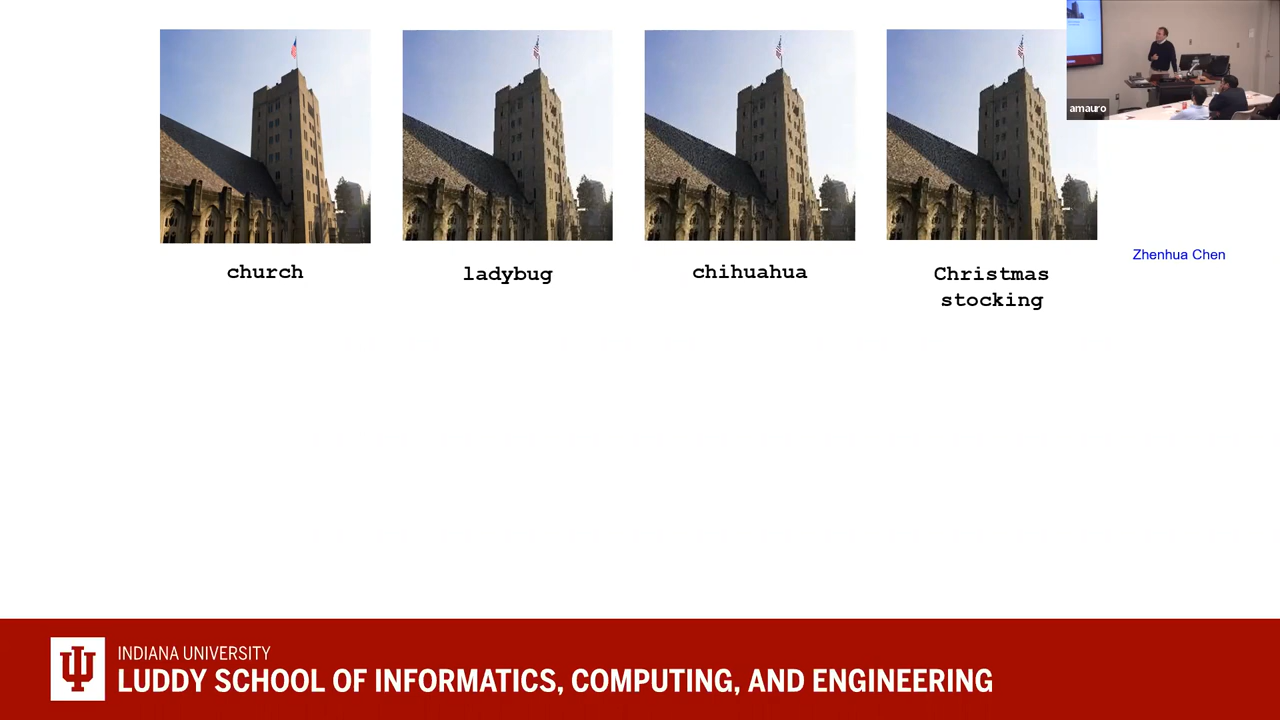 amauro
Zhenhua Chen
church
ladybug
chihuahua
Christmas
stocking
INDIANA UNIVERSITY
LUDDY SCHOOL OF INFORMATICS, COMPUTING, AND ENGINEERING